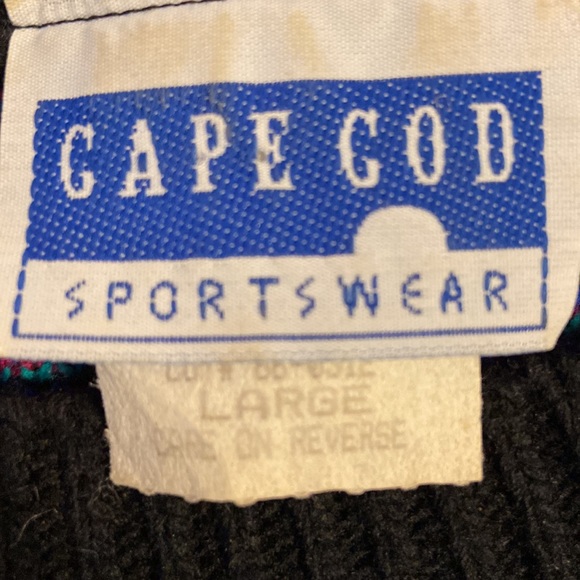 CAPE COD
SPORTSWEAR
LARGE
CARE ON REVERSE